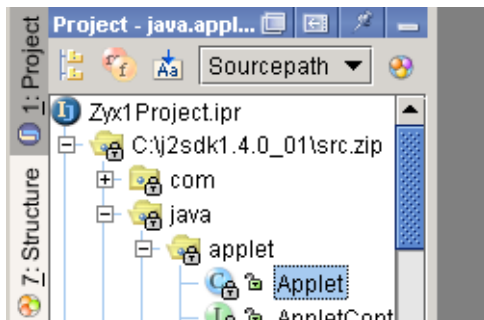 1: Project
7: Structure
Project - java.appl...
Sourcepath
Zyx1Project.ipr
C:\j2sdk1.4.0_01\src.zip
com
java
applet
Applet
AppletCont